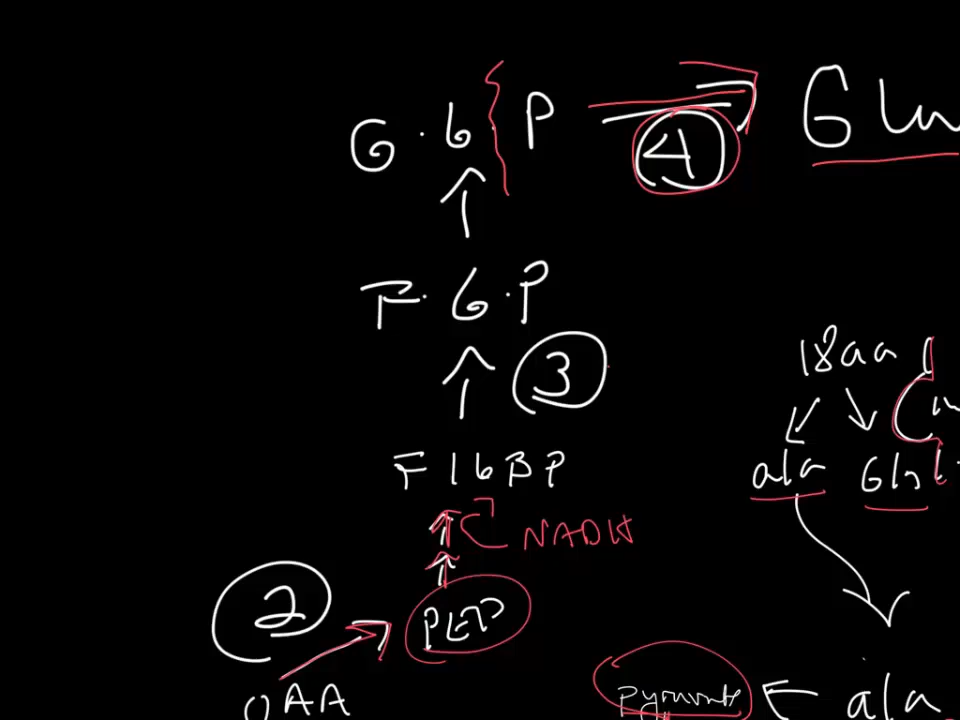 G·6 P
4
Glu
F·6·P
3
18aa
ala
F16BP
NADH
2
PEP
OAA
Pyruvate
ala